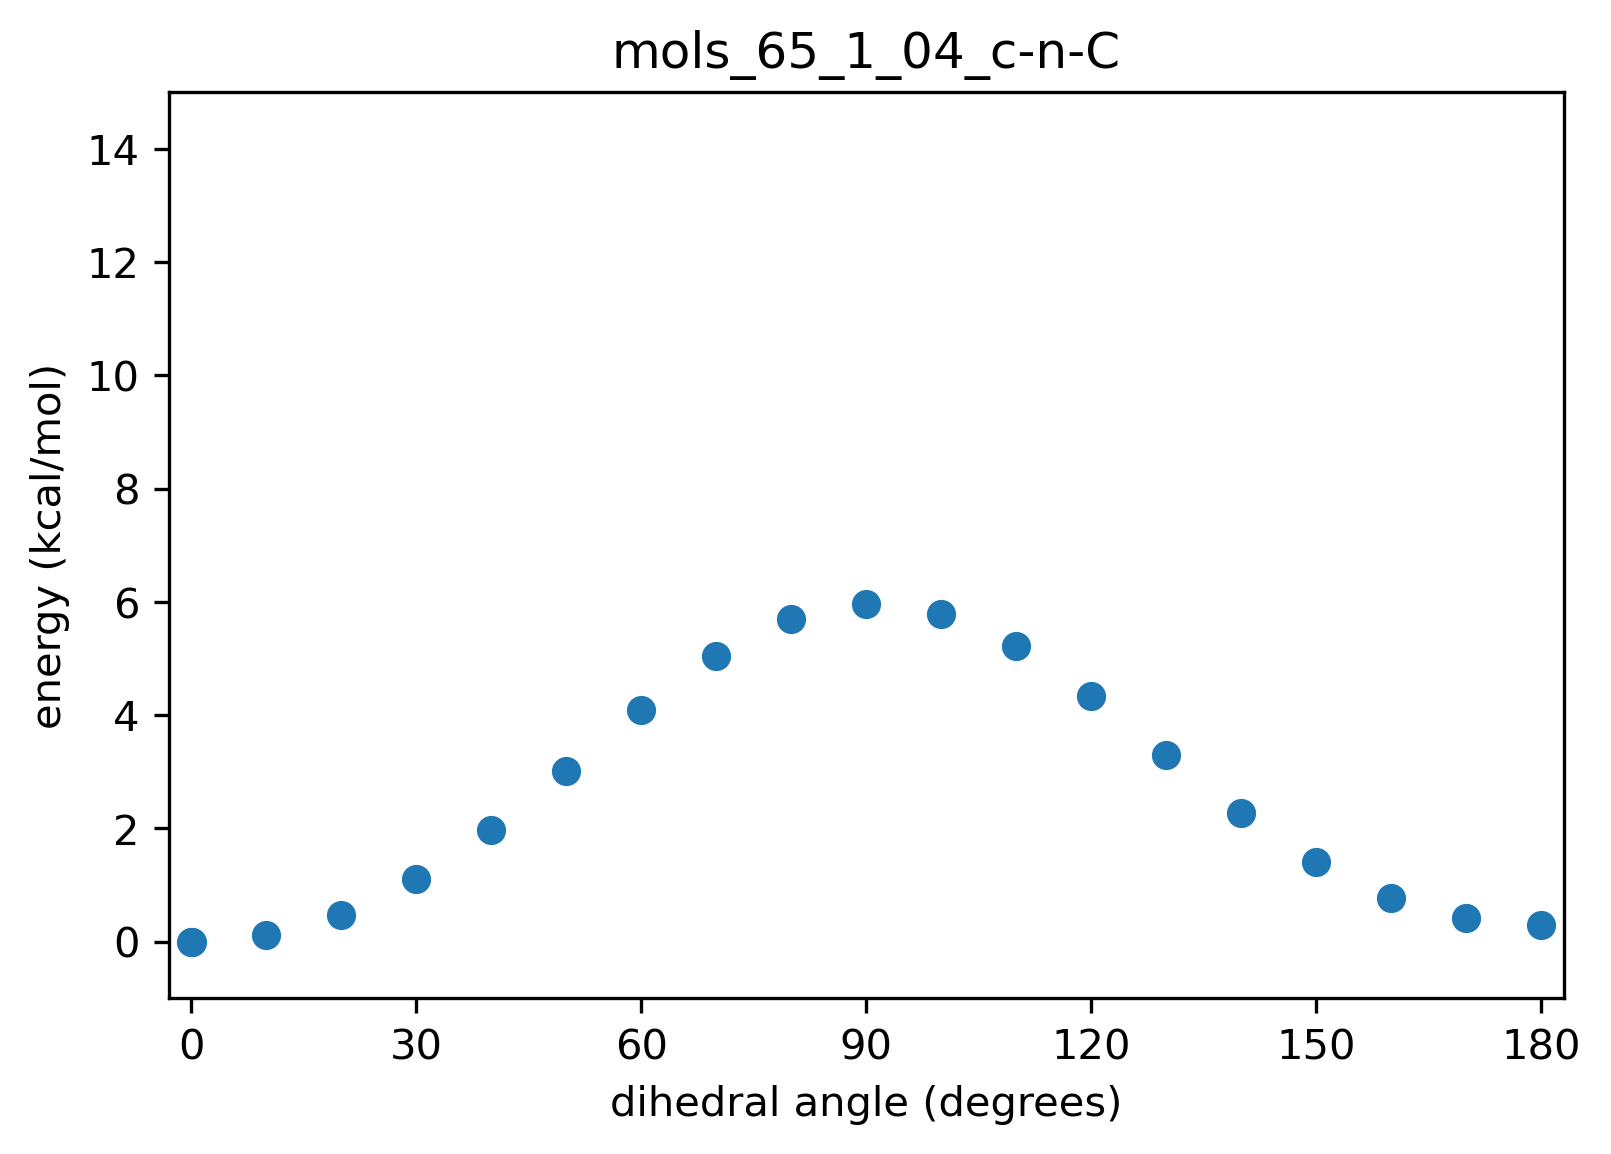 mols_65_1_04_c-n-C
14
12
10
8
6
4
2
0
energy (kcal/mol)
0 30 60 90 120 150 180
dihedral angle (degrees)